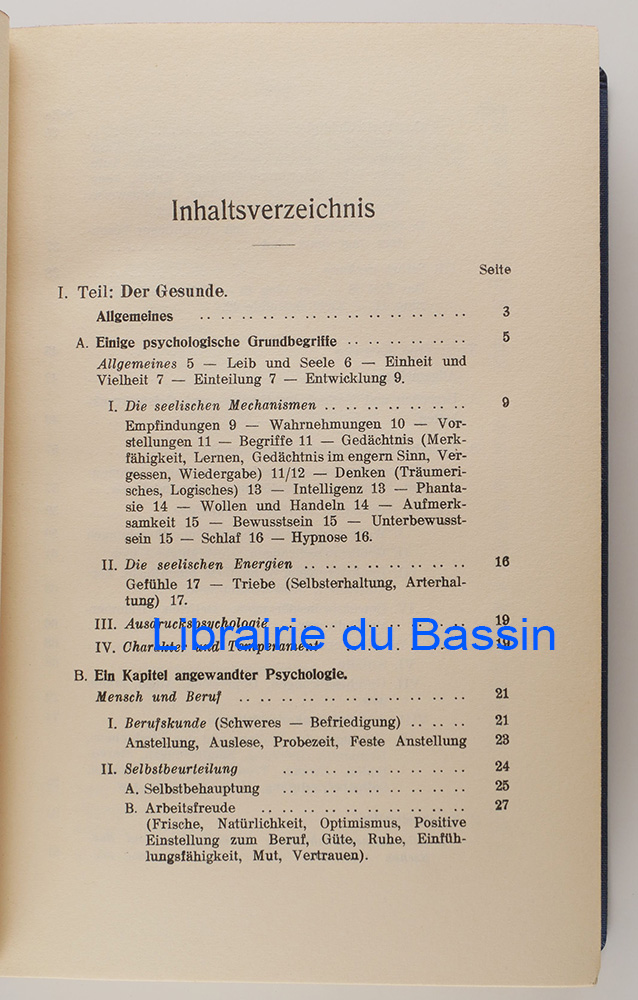 Inhaltsverzeichnis
Seite
I. Teil: Der Gesunde.
Allgemeines .. .. .. .. .. .. .. .. .. .. 3
A. Einige psychologische Grundbegriffe .. .. .. .. .. 5
Allgemeines 5 — Leib und Seele 6 — Einheit und
Vielheit 7 — Einteilung 7 — Entwicklung 9.
I. Die seelischen Mechanismen .. .. .. .. .. .. 9
Empfindungen 9 — Wahrnehmungen 10 — Vor-
stellungen 11 — Begriffe 11 — Gedächtnis (Merk-
fähigkeit, Lernen, Gedächtnis im engern Sinn, Ver-
gessen, Wiedergabe) 11/12 — Denken (Träumeri-
sches, Logisches) 13 — Intelligenz 13 — Phanta-
sie 14 — Wollen und Handeln 14 — Aufmerk-
samkeit 15 — Bewusstsein 15 — Unterbewusst-
sein 15 — Schlaf 16 — Hypnose 16.
II. Die seelischen Energien .. .. .. .. .. .. 16
Gefühle 17 — Triebe (Selbsterhaltung, Arterhal-
tung) 17.
III. Ausdruckspsychologie .. .. .. .. .. .. 19
Librairie du Bassin
IV. Charakter und Temperament .. .. .. .. 19
B. Ein Kapitel angewandter Psychologie.
Mensch und Beruf .. .. .. .. .. .. .. .. 21
I. Berufskunde (Schweres — Befriedigung) .. .. .. 21
Anstellung, Auslese, Probezeit, Feste Anstellung 23
II. Selbstbeurteilung .. .. .. .. .. .. .. 24
A. Selbstbehauptung .. .. .. .. .. .. .. 25
B. Arbeitsfreude .. .. .. .. .. .. .. .. 27
(Frische, Natürlichkeit, Optimismus, Positive
Einstellung zum Beruf, Güte, Ruhe, Einfüh-
lungsfähigkeit, Mut, Vertrauen).